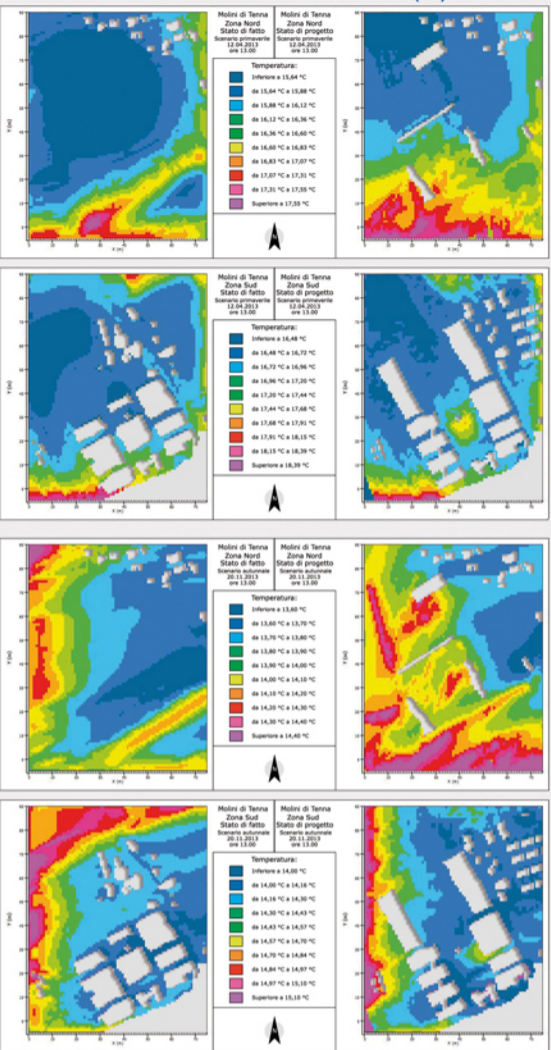 Molini di Tenna
Zona Nord
Stato di fatto
Scenario primaverile
12.04.2013
ore 13.00
Molini di Tenna
Zona Nord
Stato di progetto
Scenario primaverile
12.04.2013
ore 13.00
Temperatura:
Inferiore a 15,64 °C
da 15,64 °C a 15,88 °C
da 15,88 °C a 16,12 °C
da 16,12 °C a 16,36 °C
da 16,36 °C a 16,60 °C
da 16,60 °C a 16,83 °C
da 16,83 °C a 17,07 °C
da 17,07 °C a 17,31 °C
da 17,31 °C a 17,55 °C
Superiore a 17,55 °C
N
X (m)
Y (m)
X (m)
Y (m)
Molini di Tenna
Zona Sud
Stato di fatto
Scenario primaverile
12.04.2013
ore 13.00
Molini di Tenna
Zona Sud
Stato di progetto
Scenario primaverile
12.04.2013
ore 13.00
Temperatura:
Inferiore a 16,48 °C
da 16,48 °C a 16,72 °C
da 16,72 °C a 16,96 °C
da 16,96 °C a 17,20 °C
da 17,20 °C a 17,44 °C
da 17,44 °C a 17,68 °C
da 17,68 °C a 17,91 °C
da 17,91 °C a 18,15 °C
da 18,15 °C a 18,39 °C
Superiore a 18,39 °C
N
X (m)
Y (m)
X (m)
Y (m)
Molini di Tenna
Zona Nord
Stato di fatto
Scenario autunnale
20.11.2013
ore 13.00
Molini di Tenna
Zona Nord
Stato di progetto
Scenario autunnale
20.11.2013
ore 13.00
Temperatura:
Inferiore a 13,60 °C
da 13,60 °C a 13,70 °C
da 13,70 °C a 13,80 °C
da 13,80 °C a 13,90 °C
da 13,90 °C a 14,00 °C
da 14,00 °C a 14,10 °C
da 14,10 °C a 14,20 °C
da 14,20 °C a 14,30 °C
da 14,30 °C a 14,40 °C
Superiore a 14,40 °C
N
X (m)
Y (m)
X (m)
Y (m)
Molini di Tenna
Zona Sud
Stato di fatto
Scenario autunnale
20.11.2013
ore 13.00
Molini di Tenna
Zona Sud
Stato di progetto
Scenario autunnale
20.11.2013
ore 13.00
Temperatura:
Inferiore a 14,00 °C
da 14,00 °C a 14,16 °C
da 14,16 °C a 14,30 °C
da 14,30 °C a 14,43 °C
da 14,43 °C a 14,57 °C
da 14,57 °C a 14,70 °C
da 14,70 °C a 14,84 °C
da 14,84 °C a 14,97 °C
da 14,97 °C a 15,10 °C
Superiore a 15,10 °C
N
X (m)
Y (m)
X (m)
Y (m)